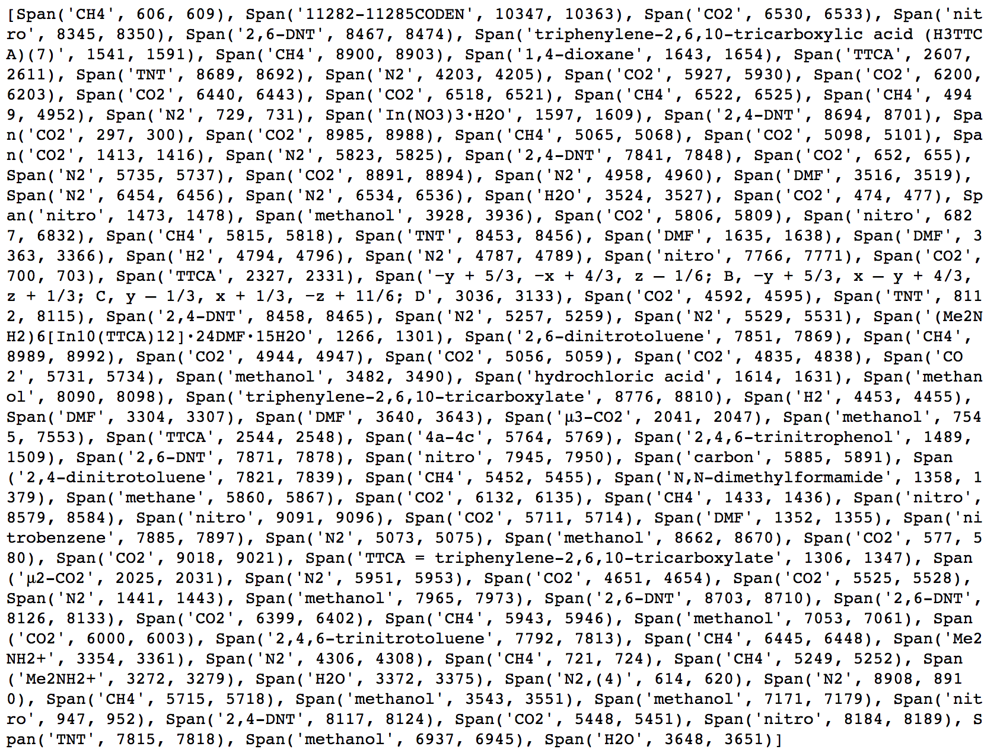 [Span('CH4', 606, 609), Span('11282-11285CODEN', 10347, 10363), Span('CO2', 6530, 6533), Span('nit
ro', 8345, 8350), Span('2,6-DNT', 8467, 8474), Span('triphenylene-2,6,10-tricarboxylic acid (H3TTC
A)(7)', 1541, 1591), Span('CH4', 8900, 8903), Span('1,4-dioxane', 1643, 1654), Span('TTCA', 2607,
2611), Span('TNT', 8689, 8692), Span('N2', 4203, 4205), Span('CO2', 5927, 5930), Span('CO2', 6200,
6203), Span('CO2', 6440, 6443), Span('CO2', 6518, 6521), Span('CH4', 6522, 6525), Span('CH4', 494
9, 4952), Span('N2', 729, 731), Span('In(NO3)3·H2O', 1597, 1609), Span('2,4-DNT', 8694, 8701), Spa
n('CO2', 297, 300), Span('CO2', 8985, 8988), Span('CH4', 5065, 5068), Span('CO2', 5098, 5101), Spa
n('CO2', 1413, 1416), Span('N2', 5823, 5825), Span('2,4-DNT', 7841, 7848), Span('CO2', 652, 655),
Span('N2', 5735, 5737), Span('CO2', 8891, 8894), Span('N2', 4958, 4960), Span('DMF', 3516, 3519),
Span('N2', 6454, 6456), Span('N2', 6534, 6536), Span('H2O', 3524, 3527), Span('CO2', 474, 477), Sp
an('nitro', 1473, 1478), Span('methanol', 3928, 3936), Span('CO2', 5806, 5809), Span('nitro', 682
7, 6832), Span('CH4', 5815, 5818), Span('TNT', 8453, 8456), Span('DMF', 1635, 1638), Span('DMF', 3
363, 3366), Span('H2', 4794, 4796), Span('N2', 4787, 4789), Span('nitro', 7766, 7771), Span('CO2',
700, 703), Span('TTCA', 2327, 2331), Span('−y + 5/3, −x + 4/3, z – 1/6; B, −y + 5/3, x – y + 4/3,
z + 1/3; C, y – 1/3, x + 1/3, −z + 11/6; D', 3036, 3133), Span('CO2', 4592, 4595), Span('TNT', 811
2, 8115), Span('2,4-DNT', 8458, 8465), Span('N2', 5257, 5259), Span('N2', 5529, 5531), Span('(Me2N
H2)6[In10(TTCA)12]·24DMF·15H2O', 1266, 1301), Span('2,6-dinitrotoluene', 7851, 7869), Span('CH4',
8989, 8992), Span('CO2', 4944, 4947), Span('CO2', 5056, 5059), Span('CO2', 4835, 4838), Span('CO
2', 5731, 5734), Span('methanol', 3482, 3490), Span('hydrochloric acid', 1614, 1631), Span('methan
ol', 8090, 8098), Span('triphenylene-2,6,10-tricarboxylate', 8776, 8810), Span('H2', 4453, 4455),
Span('DMF', 3304, 3307), Span('DMF', 3640, 3643), Span('μ3-CO2', 2041, 2047), Span('methanol', 754
5, 7553), Span('TTCA', 2544, 2548), Span('4a-4c', 5764, 5769), Span('2,4,6-trinitrophenol', 1489,
1509), Span('2,6-DNT', 7871, 7878), Span('nitro', 7945, 7950), Span('carbon', 5885, 5891), Span
('2,4-dinitrotoluene', 7821, 7839), Span('CH4', 5452, 5455), Span('N,N-dimethylformamide', 1358, 1
379), Span('methane', 5860, 5867), Span('CO2', 6132, 6135), Span('CH4', 1433, 1436), Span('nitro',
8579, 8584), Span('nitro', 9091, 9096), Span('CO2', 5711, 5714), Span('DMF', 1352, 1355), Span('ni
trobenzene', 7885, 7897), Span('N2', 5073, 5075), Span('methanol', 8662, 8670), Span('CO2', 577, 5
80), Span('CO2', 9018, 9021), Span('TTCA = triphenylene-2,6,10-tricarboxylate', 1306, 1347), Span
('μ2-CO2', 2025, 2031), Span('N2', 5951, 5953), Span('CO2', 4651, 4654), Span('CO2', 5525, 5528),
Span('N2', 1441, 1443), Span('methanol', 7965, 7973), Span('2,6-DNT', 8703, 8710), Span('2,6-DNT',
8126, 8133), Span('CO2', 6399, 6402), Span('CH4', 5943, 5946), Span('methanol', 7053, 7061), Span
('CO2', 6000, 6003), Span('2,4,6-trinitrotoluene', 7792, 7813), Span('CH4', 6445, 6448), Span('Me2
NH2+', 3354, 3361), Span('N2', 4306, 4308), Span('CH4', 721, 724), Span('CH4', 5249, 5252), Span
('Me2NH2+', 3272, 3279), Span('H2O', 3372, 3375), Span('N2,(4)', 614, 620), Span('N2', 8908, 891
0), Span('CH4', 5715, 5718), Span('methanol', 3543, 3551), Span('methanol', 7171, 7179), Span('nit
ro', 947, 952), Span('2,4-DNT', 8117, 8124), Span('CO2', 5448, 5451), Span('nitro', 8184, 8189), S
pan('TNT', 7815, 7818), Span('methanol', 6937, 6945), Span('H2O', 3648, 3651)]